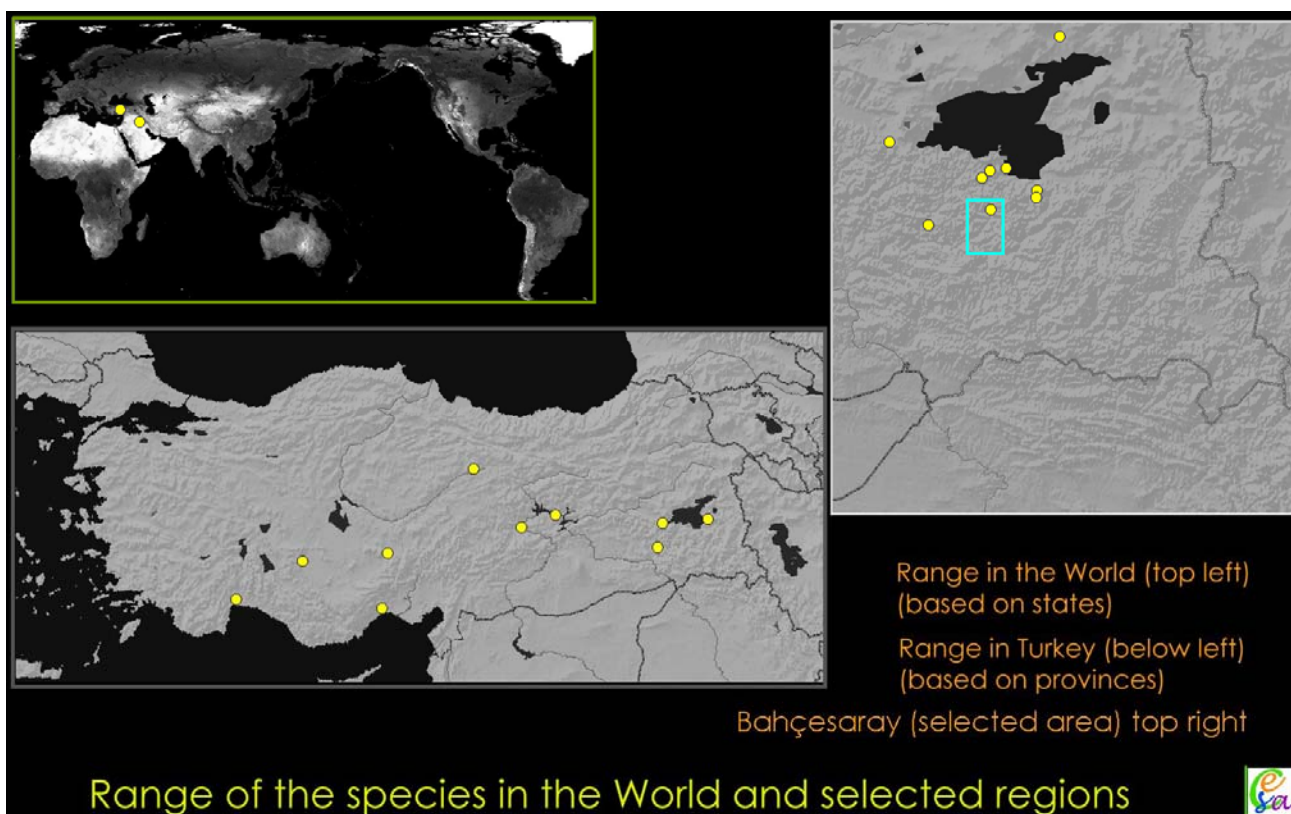 Range in the World (top left)
(based on states)
Range in Turkey (below left)
(based on provinces)
Bahçesaray (selected area) top right
Range of the species in the World and selected regions
Cesa